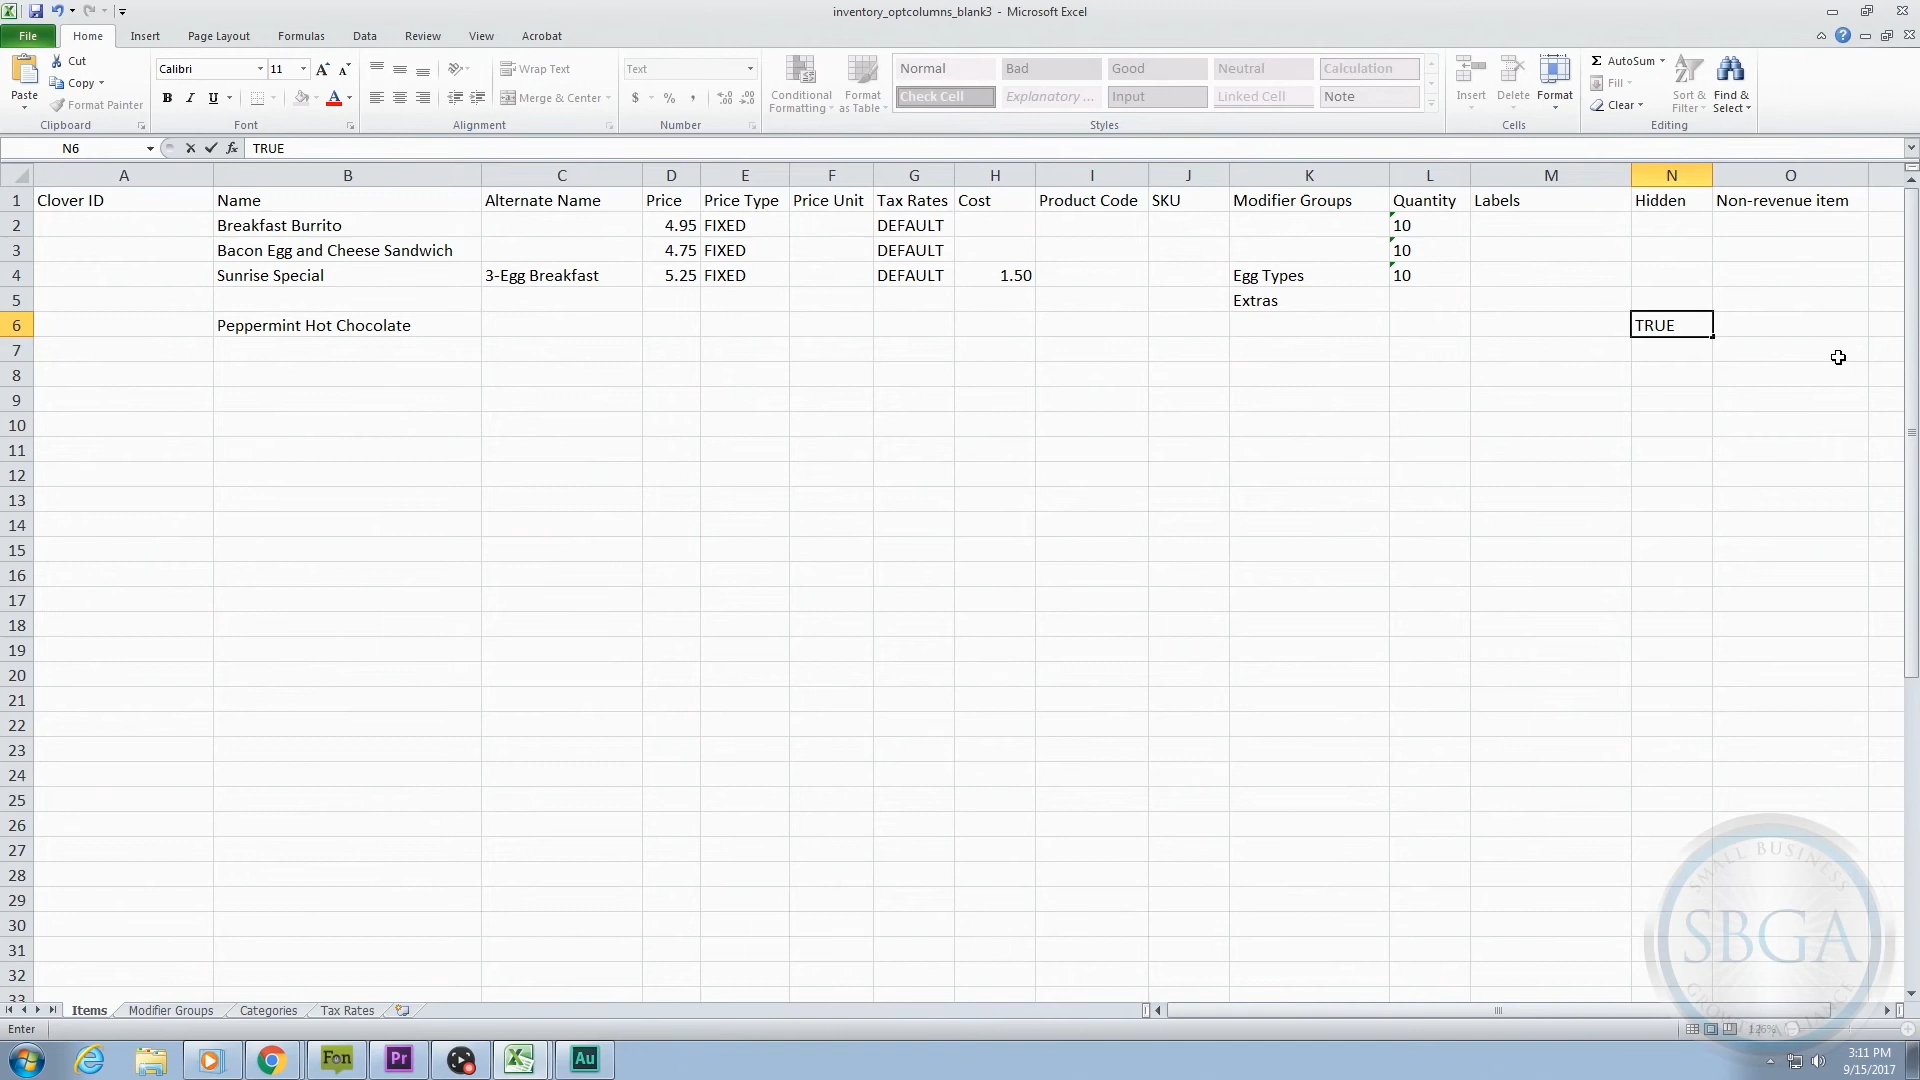 inventory_optcolumns_blank3 - Microsoft Excel
File Home Insert Page Layout Formulas Data Review View Acrobat
Paste
Cut
Copy
Format Painter
Clipboard
Calibri 11
B I U
Font
Wrap Text
Merge & Center
Alignment
Text
$ % ,
Number
Conditional Formatting
Format as Table
Normal Bad Good Neutral Calculation
Check Cell Explanatory ... Input Linked Cell Note
Styles
Insert Delete Format
Cells
AutoSum
Fill
Clear
Sort & Filter
Find & Select
Editing
N6 fx TRUE
A B C D E F G H I J K L M N O
1 Clover ID Name Alternate Name Price Price Type Price Unit Tax Rates Cost Product Code SKU Modifier Groups Quantity Labels Hidden Non-revenue item
2 Breakfast Burrito 4.95 FIXED DEFAULT 10
3 Bacon Egg and Cheese Sandwich 4.75 FIXED DEFAULT 10
4 Sunrise Special 3-Egg Breakfast 5.25 FIXED DEFAULT 1.50 Egg Types 10
5 Extras
6 Peppermint Hot Chocolate TRUE
7
8
9
10
11
12
13
14
15
16
17
18
19
20
21
22
23
24
25
26
27
28
29
30
31
32
33
SMALL BUSINESS
SBGA
GROWTH ALLIANCE
Items Modifier Groups Categories Tax Rates
Enter 126%
Fon Pr Au
3:11 PM
9/15/2017